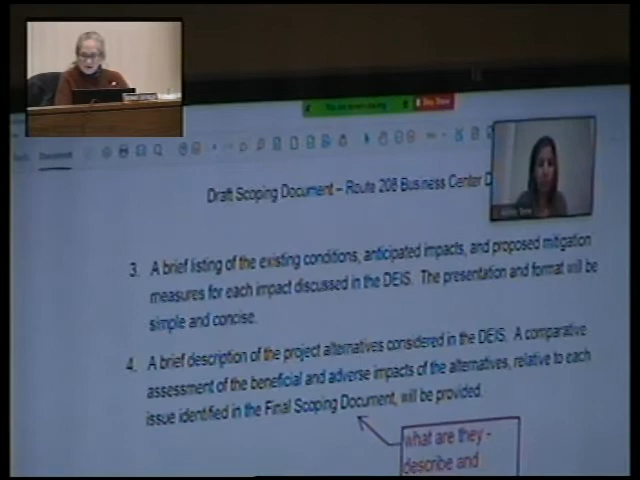 Document
Draft Scoping Document – Route 208 Business Center D
3. A brief listing of the existing conditions, anticipated impacts, and proposed mitigation
measures for each impact discussed in the DEIS. The presentation and format will be
simple and concise.
4. A brief description of the project alternatives considered in the DEIS. A comparative
assessment of the beneficial and adverse impacts of the alternatives, relative to each
issue identified in the Final Scoping Document, will be provided.
what are they -
describe and